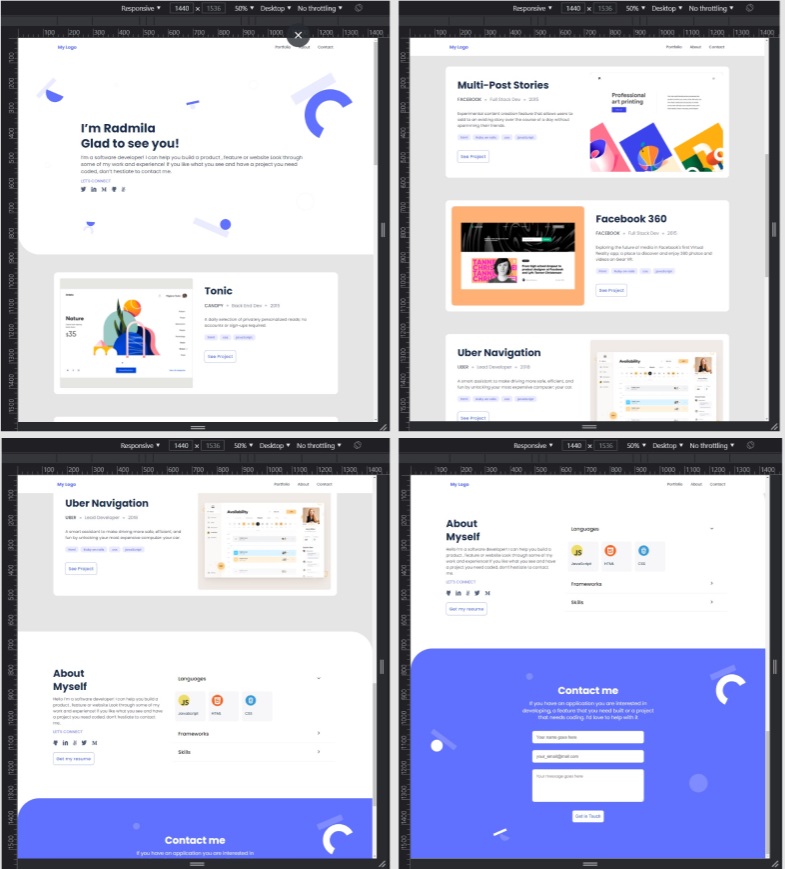 Responsive ▼ 1440 × 1536 50% ▼ Desktop ▼ No throttling ▼
My Logo Portfolio About Contact
I'm Radmila
Glad to see you!
I'm a software developer! I can help you build a product, feature or website Look through
some of my work and experience! If you like what you see and have a project you need
coded, don't hesitate to contact me.
LET'S CONNECT
Tonic
CANOPY • Back End Dev • 2015
A daily selection of privately personalized reads; no
accounts or sign-ups required.
html css javascript
See Project
Nature
$35
Responsive ▼ 1440 × 1536 50% ▼ Desktop ▼ No throttling ▼
My Logo Portfolio About Contact
Multi-Post Stories
FACEBOOK • Full Stack Dev • 2015
Experimental content creation feature that allows users to
add to an existing story over the course of a day without
spamming their friends.
html Ruby on rails css javascript
See Project
Professional
art printing
Facebook 360
FACEBOOK • Full Stack Dev • 2015
Exploring the future of media in Facebook's first Virtual
Reality app; a place to discover and enjoy 360 photos and
videos on Gear VR.
html Ruby on rails css javascript
See Project
Uber Navigation
UBER • Lead Developer • 2018
A smart assistant to make driving more safe, efficient, and
fun by unlocking your most expensive computer: your car.
html Ruby on rails css javascript
See Project
Availability
Responsive ▼ 1440 × 1536 50% ▼ Desktop ▼ No throttling ▼
My Logo Portfolio About Contact
Uber Navigation
UBER • Lead Developer • 2018
A smart assistant to make driving more safe, efficient, and
fun by unlocking your most expensive computer: your car.
html Ruby on rails css javascript
See Project
Availability
About
Myself
Hello I'm a software developer! I can help you build a
product, feature or website Look through some of my
work and experience! If you like what you see and have
a project you need coded, don't hesitate to contact
me.
LET'S CONNECT
Get my resume
Languages
JS
JavaScript HTML CSS
Frameworks
Skills
Contact me
If you have an application you are interested in
Responsive ▼ 1440 × 1536 50% ▼ Desktop ▼ No throttling ▼
My Logo Portfolio About Contact
About
Myself
Hello I'm a software developer! I can help you build a
product, feature or website Look through some of my
work and experience! If you like what you see and have
a project you need coded, don't hesitate to contact
me.
LET'S CONNECT
Get my resume
Languages
JS
JavaScript HTML CSS
Frameworks
Skills
Contact me
If you have an application you are interested in
developing, a feature that you need built or a project
that needs coding. I'd love to help with it
Your name goes here
your_email@mail.com
Your message goes here
Get in Touch